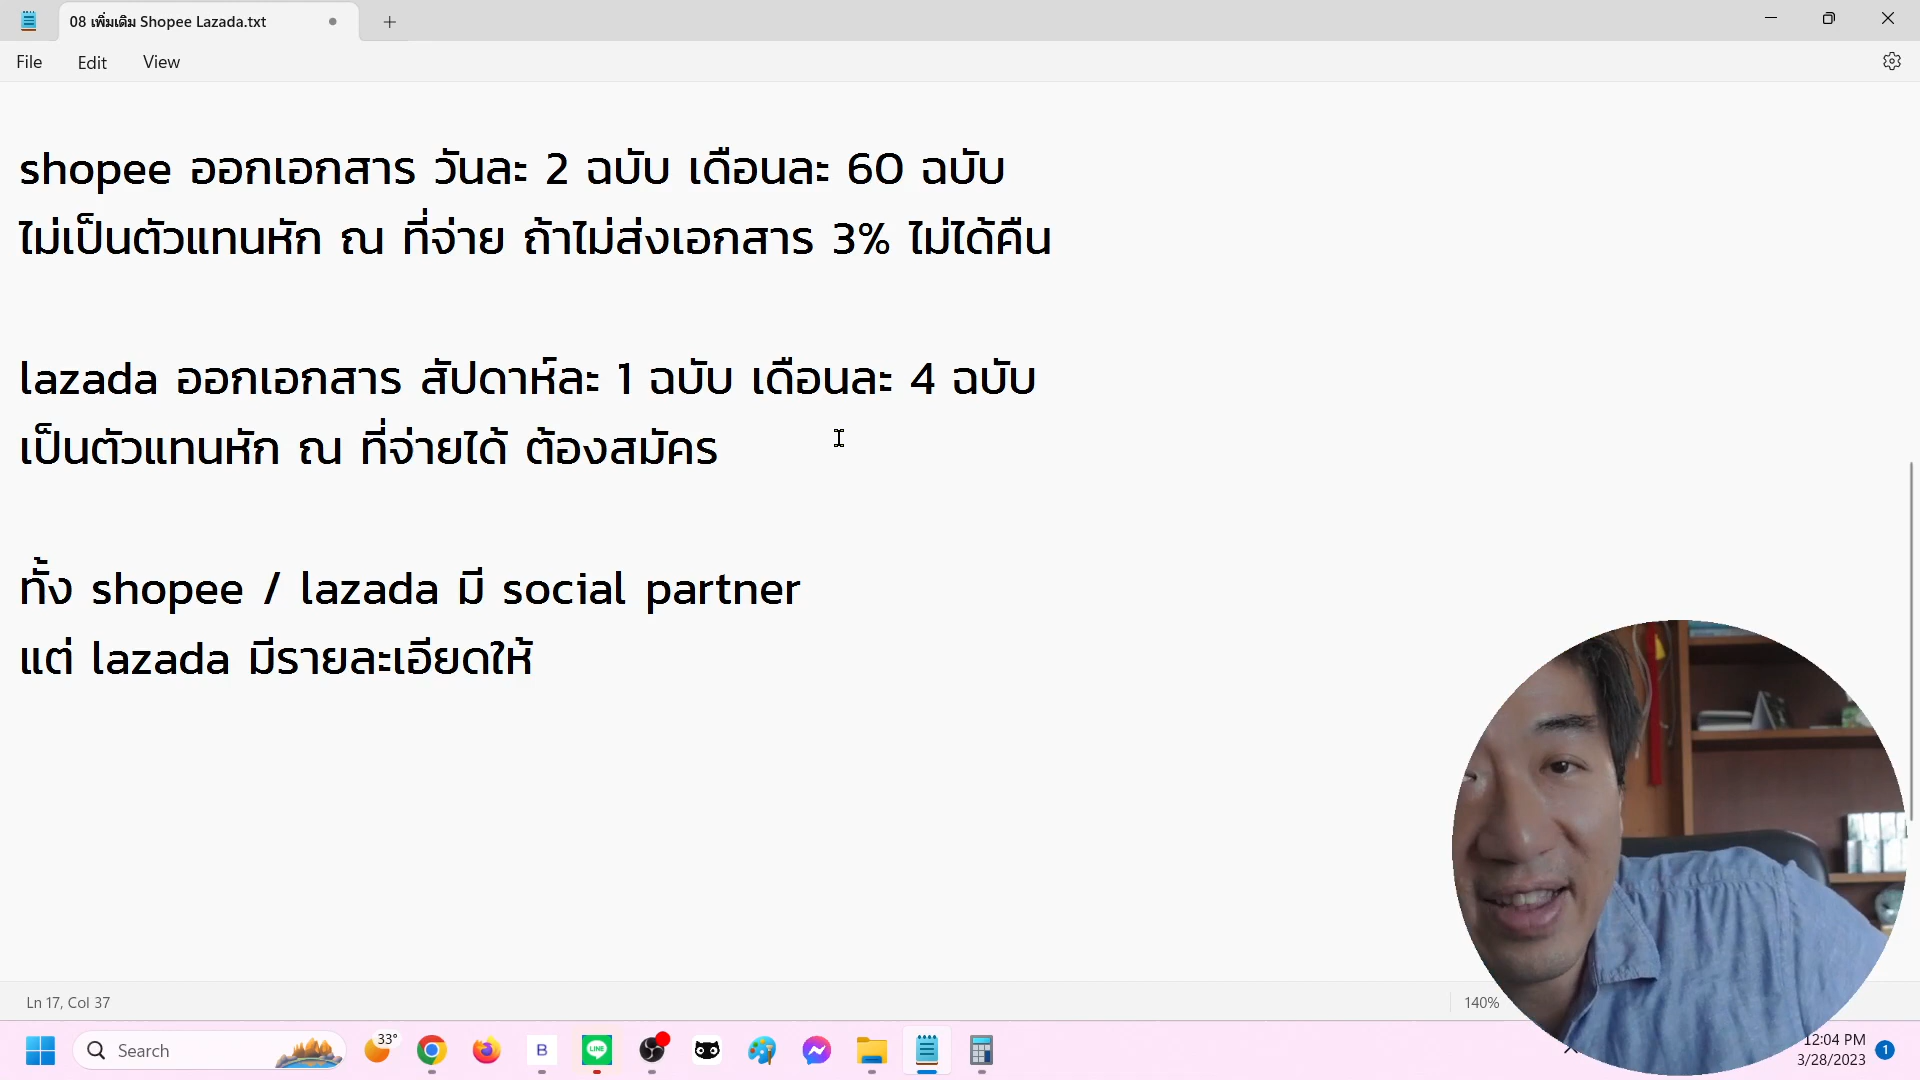 08 เพิ่มเติม Shopee Lazada.txt
File Edit View
shopee ออกเอกสาร วันละ 2 ฉบับ เดือนละ 60 ฉบับ
ไม่เป็นตัวแทนหัก ณ ที่จ่าย ถ้าไม่ส่งเอกสาร 3% ไม่ได้คืน
lazada ออกเอกสาร สัปดาห์ละ 1 ฉบับ เดือนละ 4 ฉบับ
เป็นตัวแทนหัก ณ ที่จ่ายได้ ต้องสมัคร
ทั้ง shopee / lazada มี social partner
แต่ lazada มีรายละเอียดให้
Ln 17, Col 37 140%
Search 33° B 12:04 PM
3/28/2023 1